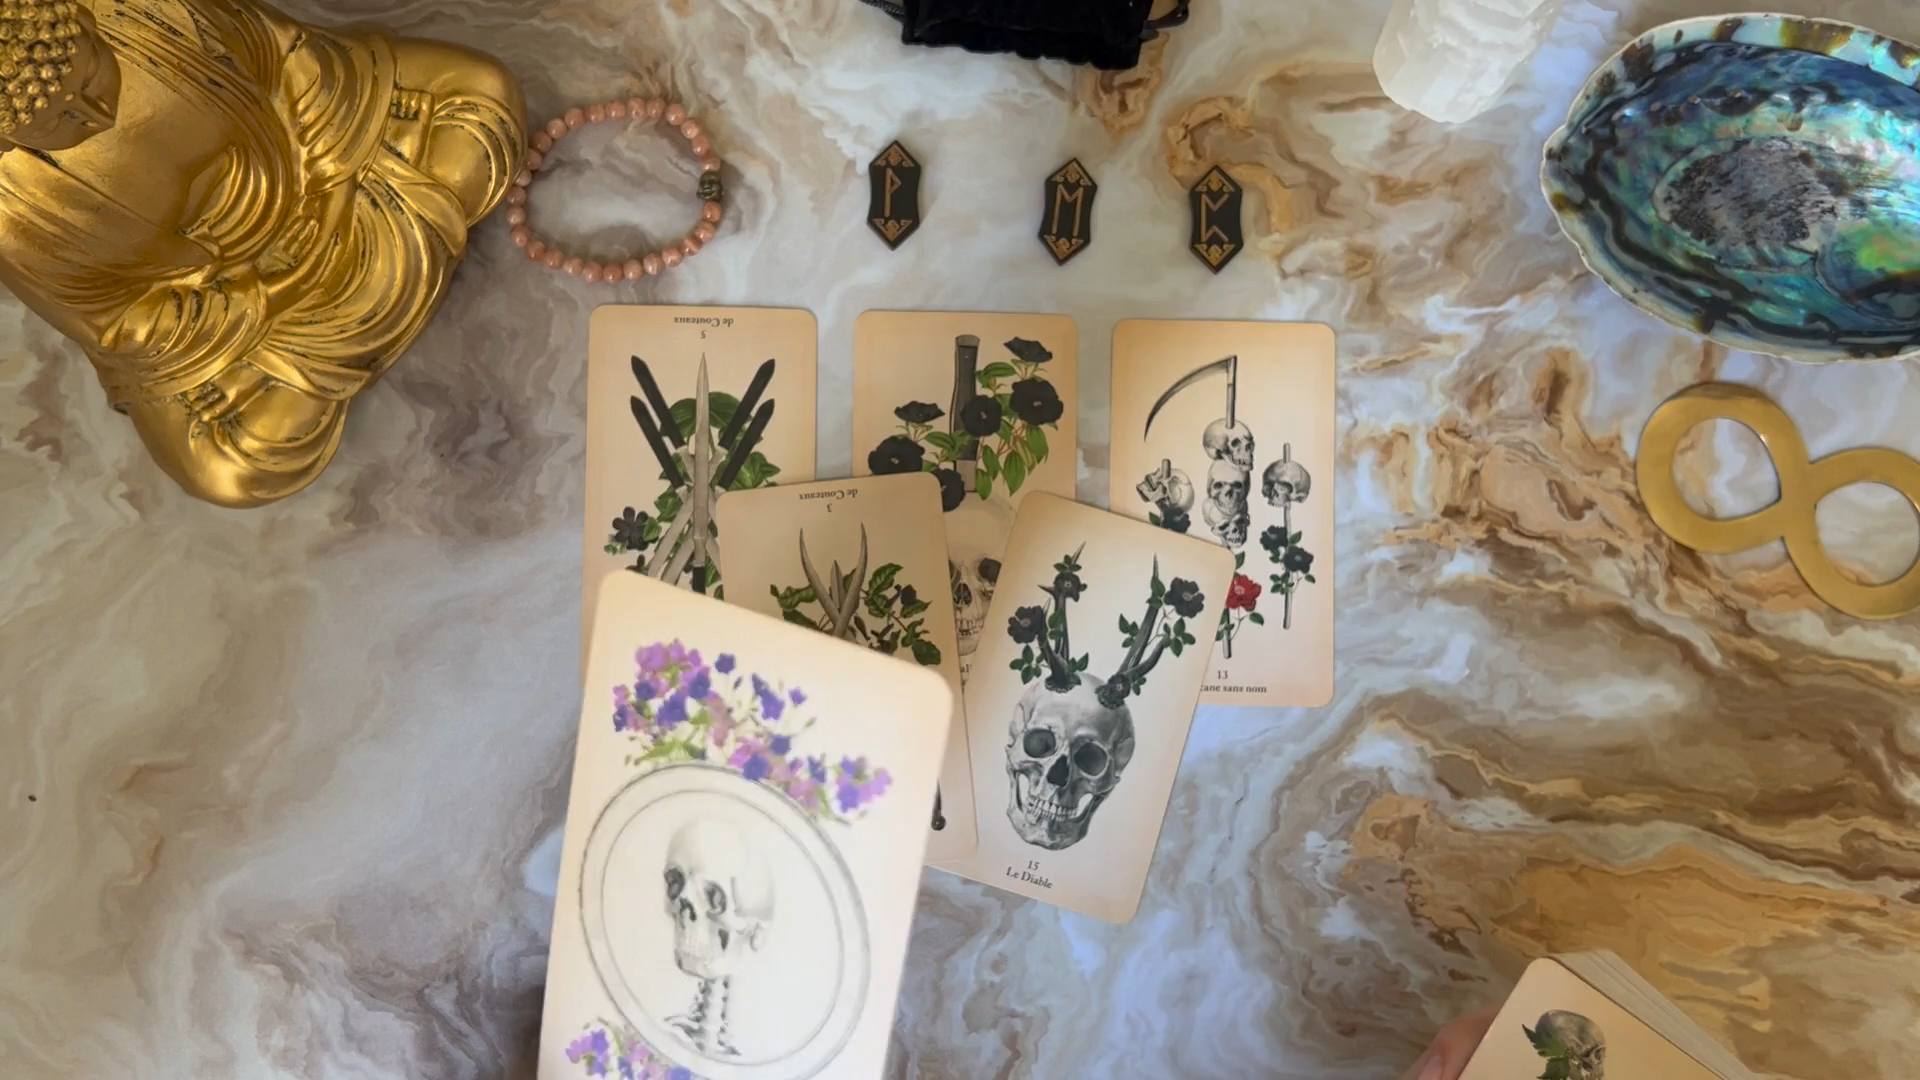 ᚹ
ᛖ
ᛈ
de Couteaux
5
de Couteaux
3
13
cane sans nom
15
Le Diable